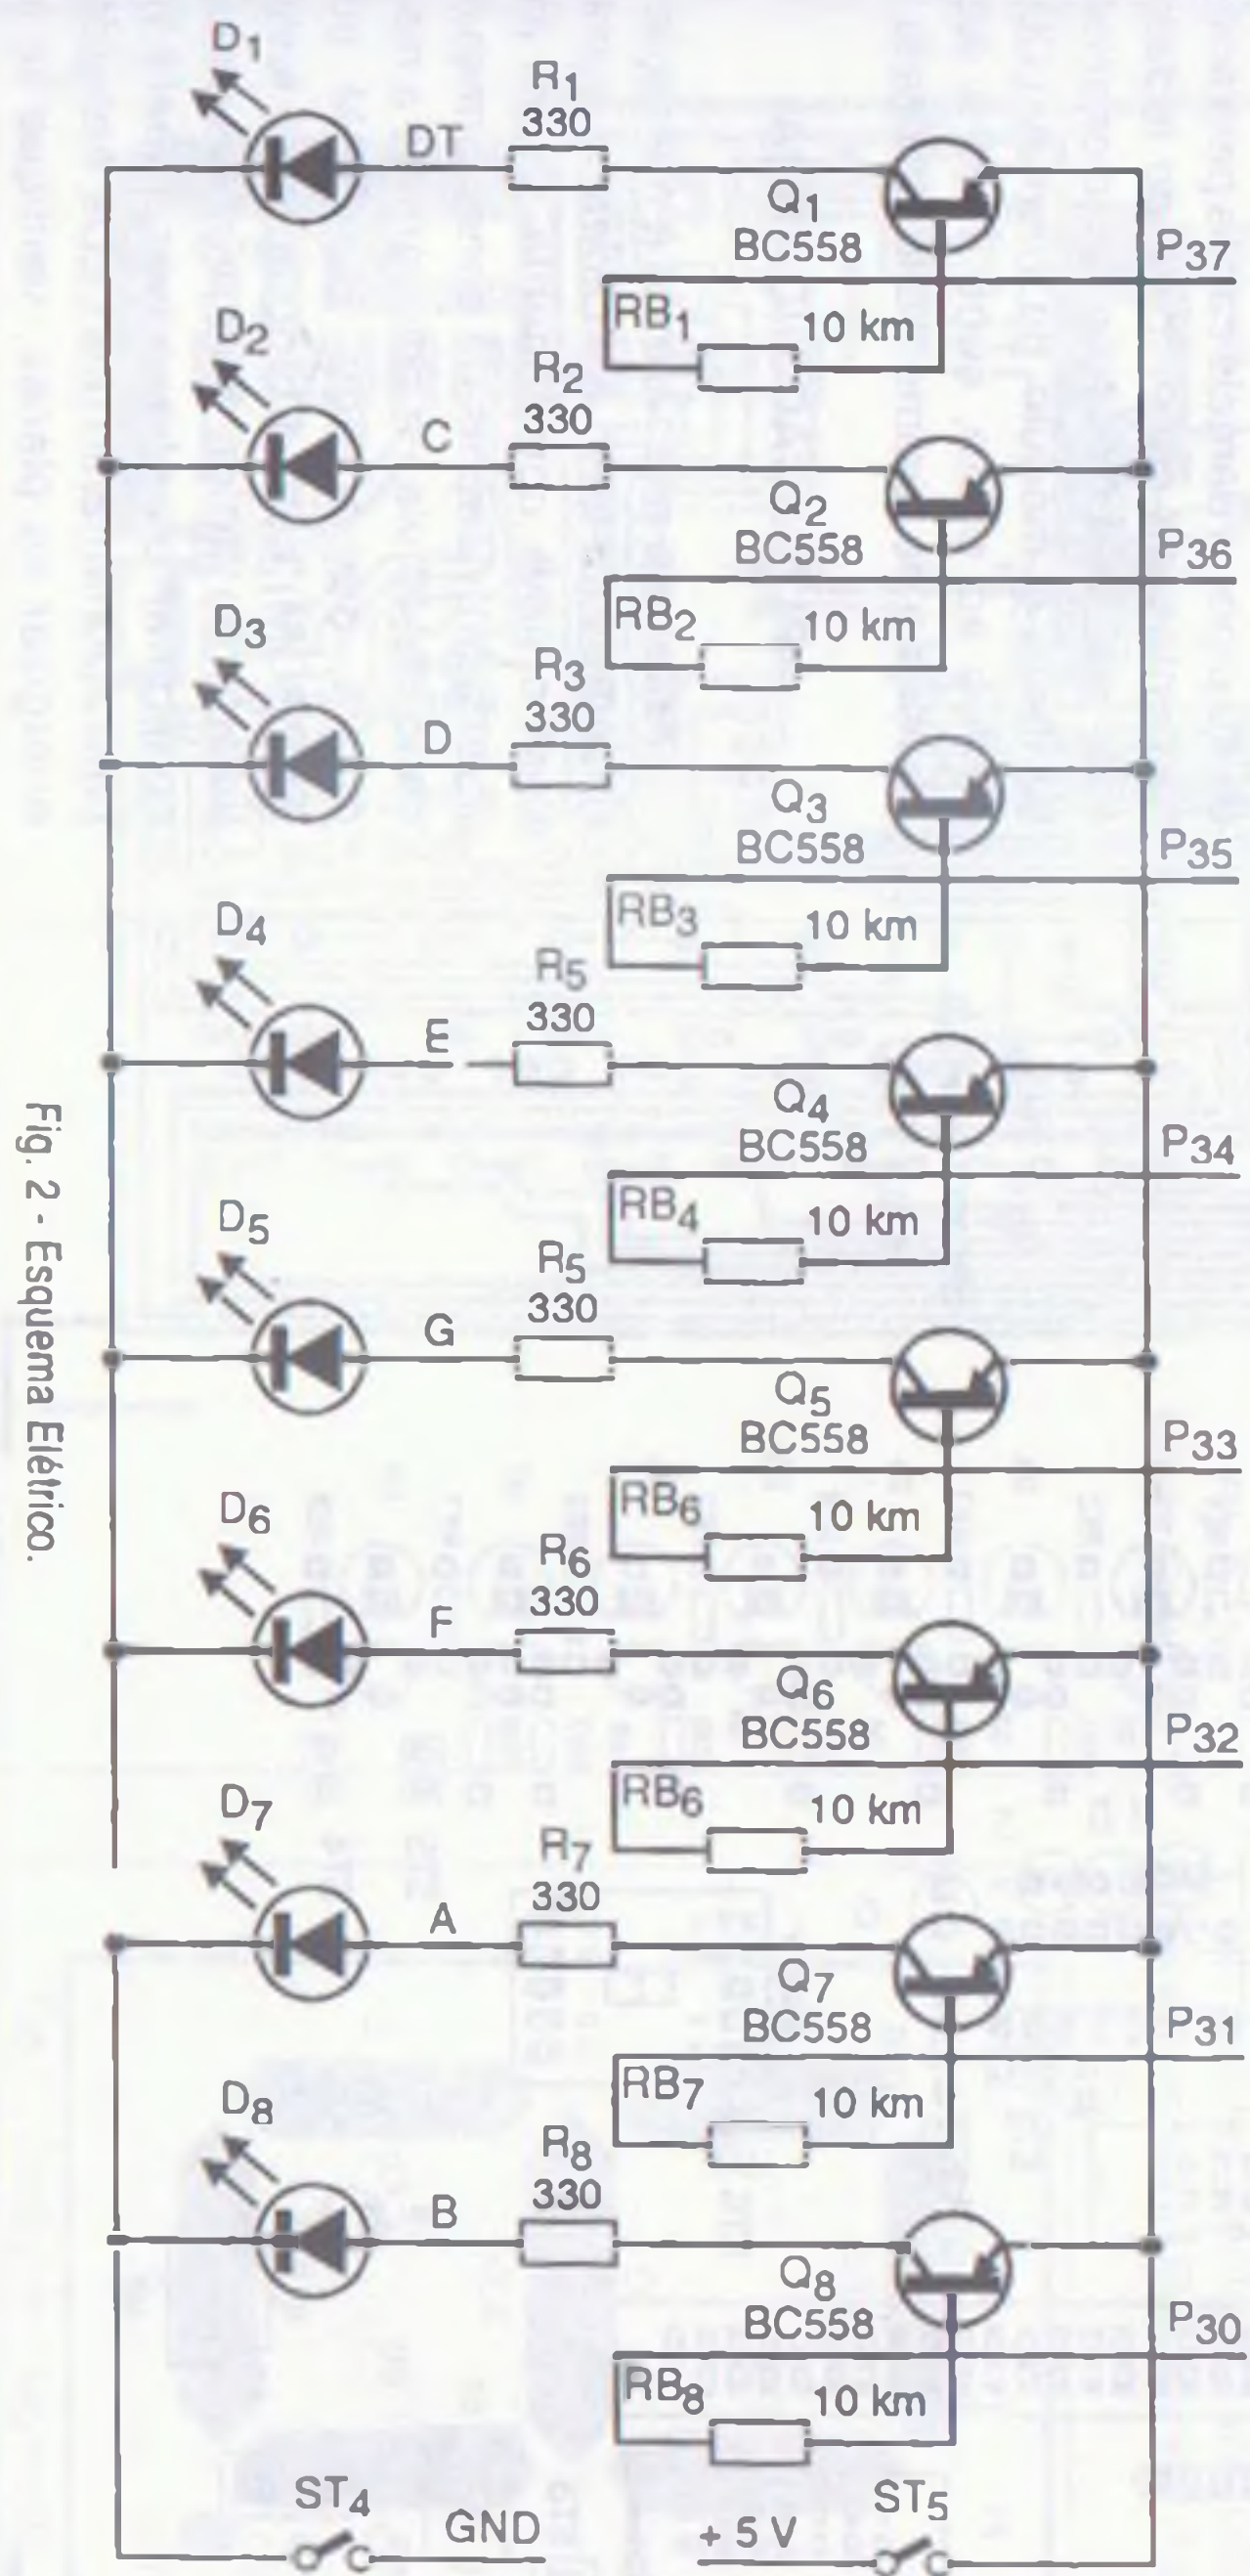 D1
DT
R1
330
Q1
BC558
P37
RB1
10 km
D2
C
R2
330
Q2
BC558
P36
RB2
10 km
D3
D
R3
330
Q3
BC558
P35
RB3
10 km
D4
E
R5
330
Q4
BC558
P34
RB4
10 km
D5
G
R5
330
Q5
BC558
P33
RB6
10 km
D6
F
R6
330
Q6
BC558
P32
RB6
10 km
D7
A
R7
330
Q7
BC558
P31
RB7
10 km
D8
B
R8
330
Q8
BC558
P30
RB8
10 km
ST4
GND
+ 5 V
ST5
Fig. 2 - Esquema Elétrico.